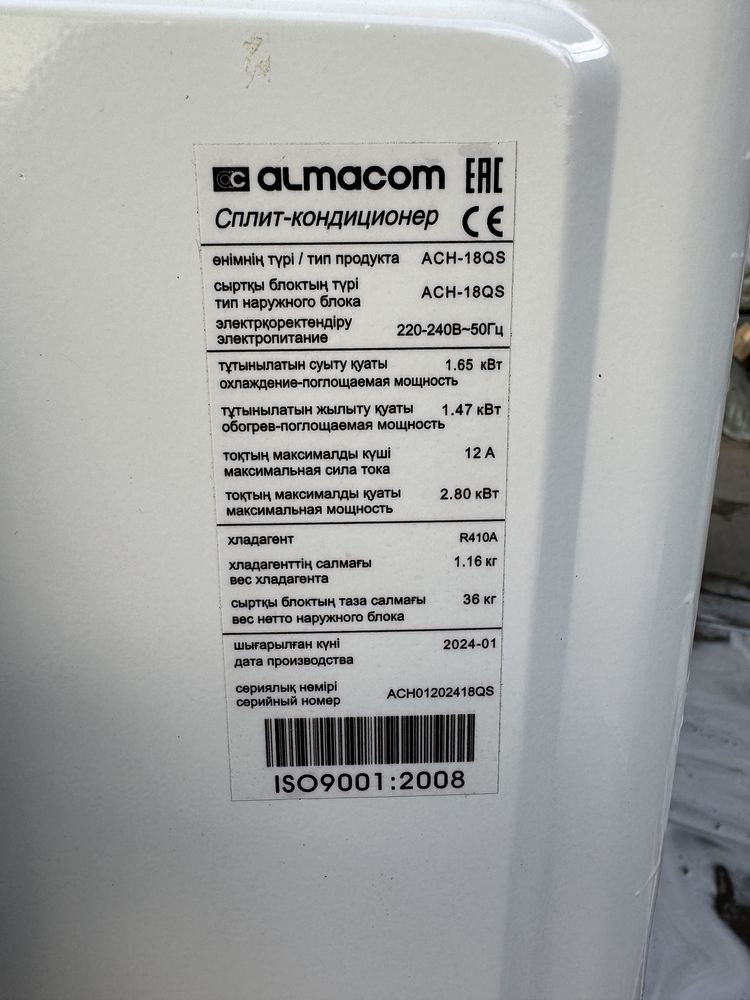 almacom EAC
Сплит-кондиционер CE
өнімнің түрі / тип продукта ACH-18QS
сыртқы блоктың түрі
тип наружного блока ACH-18QS
электрқоректендіру
электропитание 220-240В~50Гц
тұтынылатын суыту қуаты 1.65 кВт
охлаждение-поглощаемая мощность
тұтынылатын жылыту қуаты 1.47 кВт
обогрев-поглощаемая мощность
тоқтың максималды күші 12 А
максимальная сила тока
тоқтың максималды қуаты 2.80 кВт
максимальная мощность
хладагент R410A
хладагенттің салмағы 1.16 кг
вес хладагента
сыртқы блоктың таза салмағы 36 кг
вес нетто наружного блока
шығарылған күні 2024-01
дата производства
сериялық нөмірі
серийный номер ACH01202418QS
ISO9001:2008